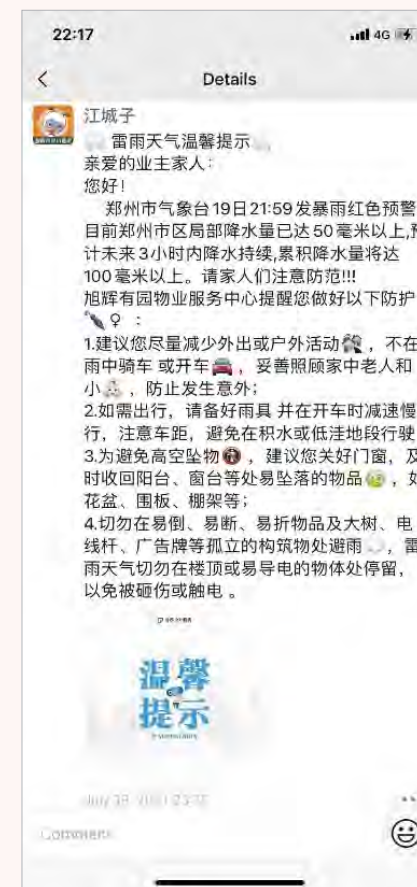 22:17
4G
Details
江城子
雷雨天气温馨提示
亲爱的业主家人：
您好！
郑州市气象台19日21:59发暴雨红色预警
目前郑州市区局部降水量已达50毫米以上,预
计未来3小时内降水持续,累积降水量将达
100毫米以上。请家人们注意防范!!!
旭辉有园物业服务中心提醒您做好以下防护
♀ ：
1.建议您尽量减少外出或户外活动，不在
雨中骑车 或开车，妥善照顾家中老人和
小，防止发生意外；
2.如需出行，请备好雨具 并在开车时减速慢
行，注意车距，避免在积水或低洼地段行驶
3.为避免高空坠物，建议您关好门窗，及
时收回阳台、窗台等处易坠落的物品，如
花盆、围板、棚架等；
4.切勿在易倒、易断、易折物品及大树、电
线杆、广告牌等孤立的构筑物处避雨，雷
雨天气切勿在楼顶或易导电的物体处停留，
以免被砸伤或触电 。
温馨
提示
Comment